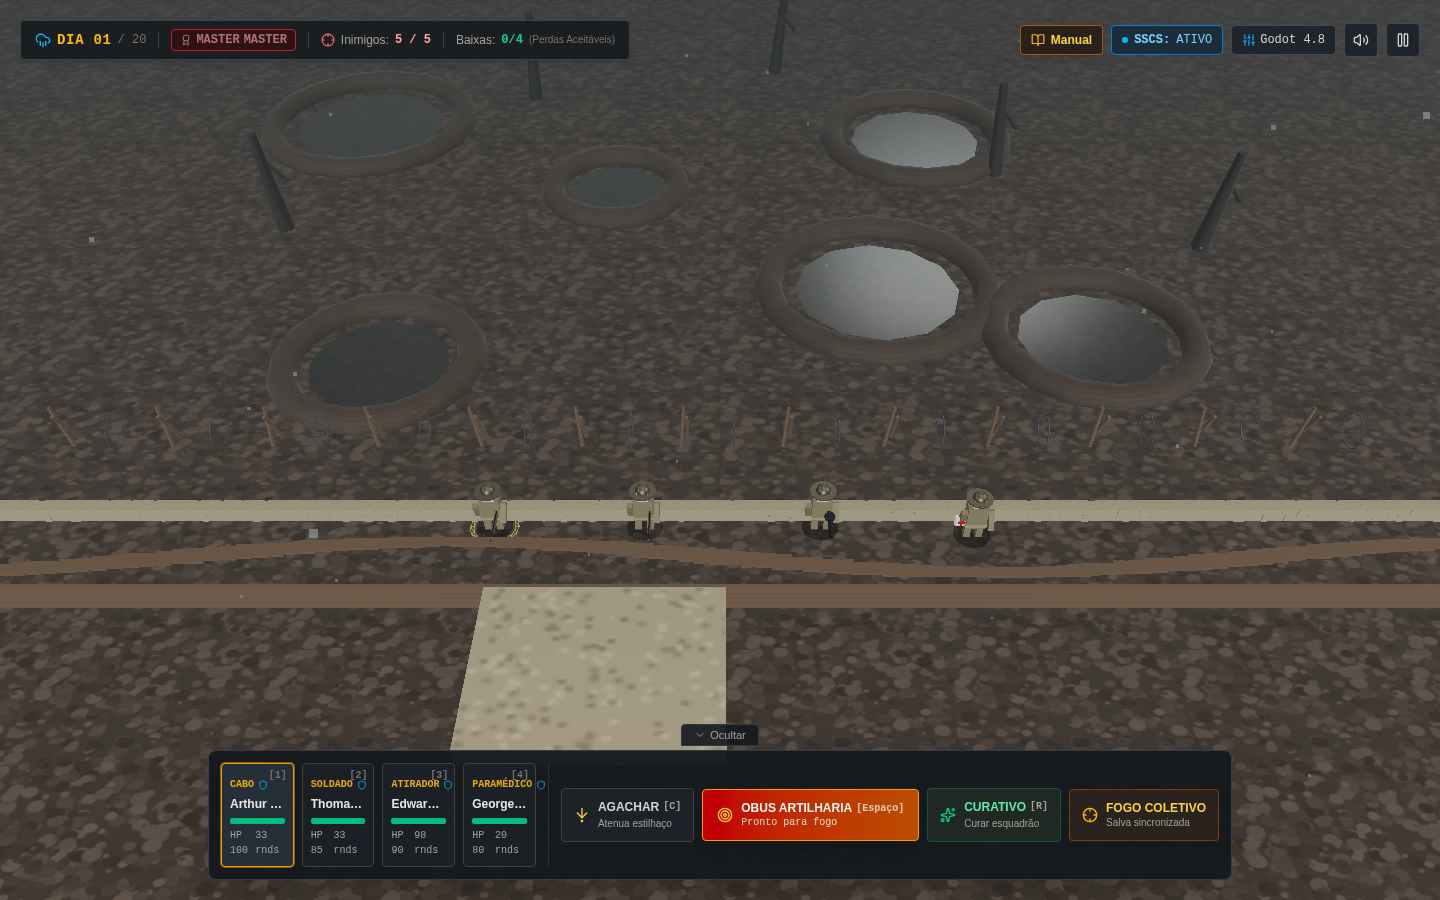 DIA 01 / 20
MASTER MASTER
Inimigos: 5 / 5
Baixas: 0/4 (Perdas Aceitáveis)
Manual
SSCS: ATIVO
Godot 4.8
Ocultar
[1]
CABO
Arthur ...
HP 33
100 rnds
[2]
SOLDADO
Thoma...
HP 33
85 rnds
[3]
ATIRADOR
Edwar...
HP 98
90 rnds
[4]
PARAMÉDICO
George...
HP 20
80 rnds
AGACHAR [C]
Atenua estilhaço
OBUS ARTILHARIA [Espaço]
Pronto para fogo
CURATIVO [R]
Curar esquadrão
FOGO COLETIVO
Salva sincronizada